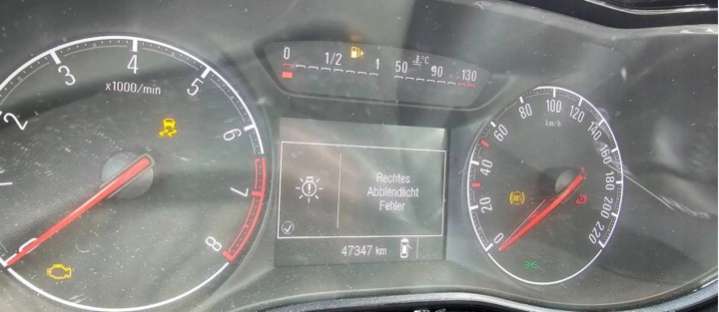 0 1/2 1 50 90 130
°C
1 2 3 4 5 6 7 8
x1000/min
0 20 40 60 80 100 120 140 160 180 200 220
km/h
Rechtes
Abblendlicht
Fehler
47347 km